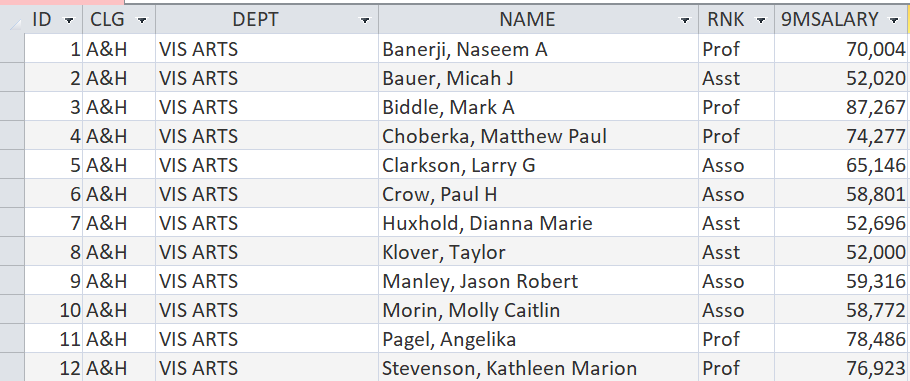 ID CLG DEPT NAME RNK 9MSALARY
1 A&H VIS ARTS Banerji, Naseem A Prof 70,004
2 A&H VIS ARTS Bauer, Micah J Asst 52,020
3 A&H VIS ARTS Biddle, Mark A Prof 87,267
4 A&H VIS ARTS Choberka, Matthew Paul Prof 74,277
5 A&H VIS ARTS Clarkson, Larry G Asso 65,146
6 A&H VIS ARTS Crow, Paul H Asso 58,801
7 A&H VIS ARTS Huxhold, Dianna Marie Asst 52,696
8 A&H VIS ARTS Klover, Taylor Asst 52,000
9 A&H VIS ARTS Manley, Jason Robert Asso 59,316
10 A&H VIS ARTS Morin, Molly Caitlin Asso 58,772
11 A&H VIS ARTS Pagel, Angelika Prof 78,486
12 A&H VIS ARTS Stevenson, Kathleen Marion Prof 76,923